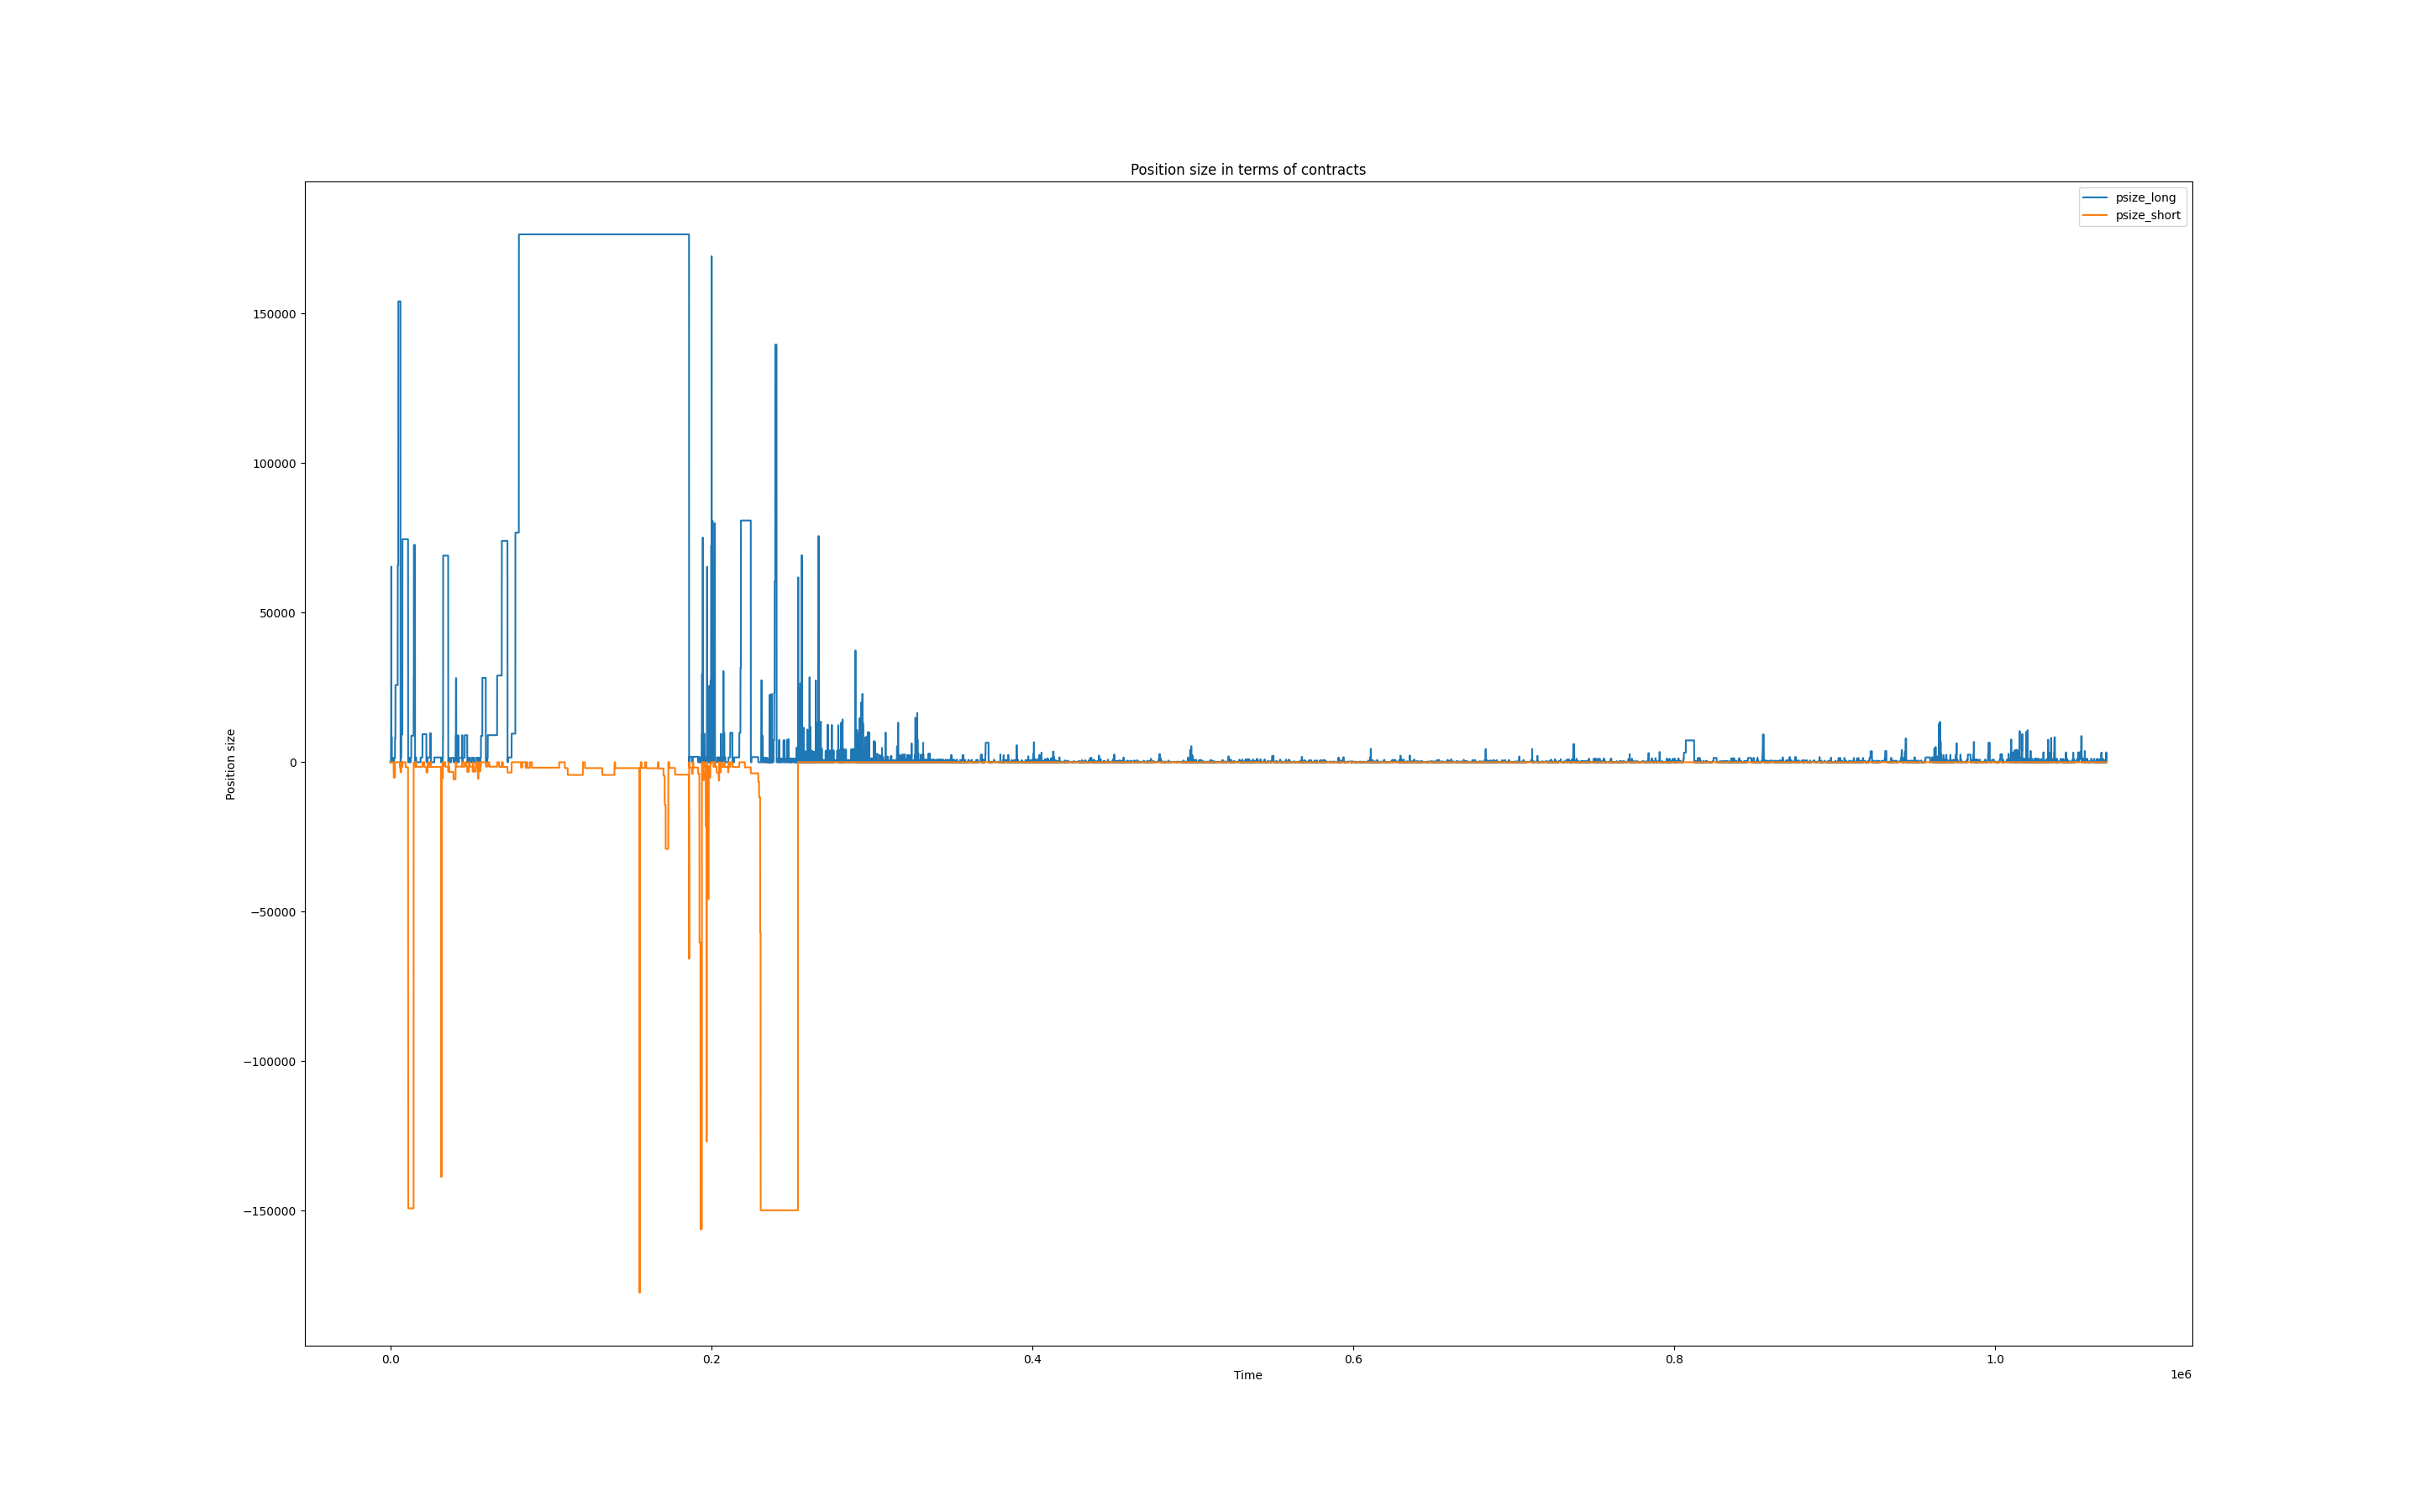 Position size in terms of contracts
psize_long
psize_short
150000
100000
50000
0
−50000
−100000
−150000
Position size
0.0
0.2
0.4
0.6
0.8
1.0
1e6
Time